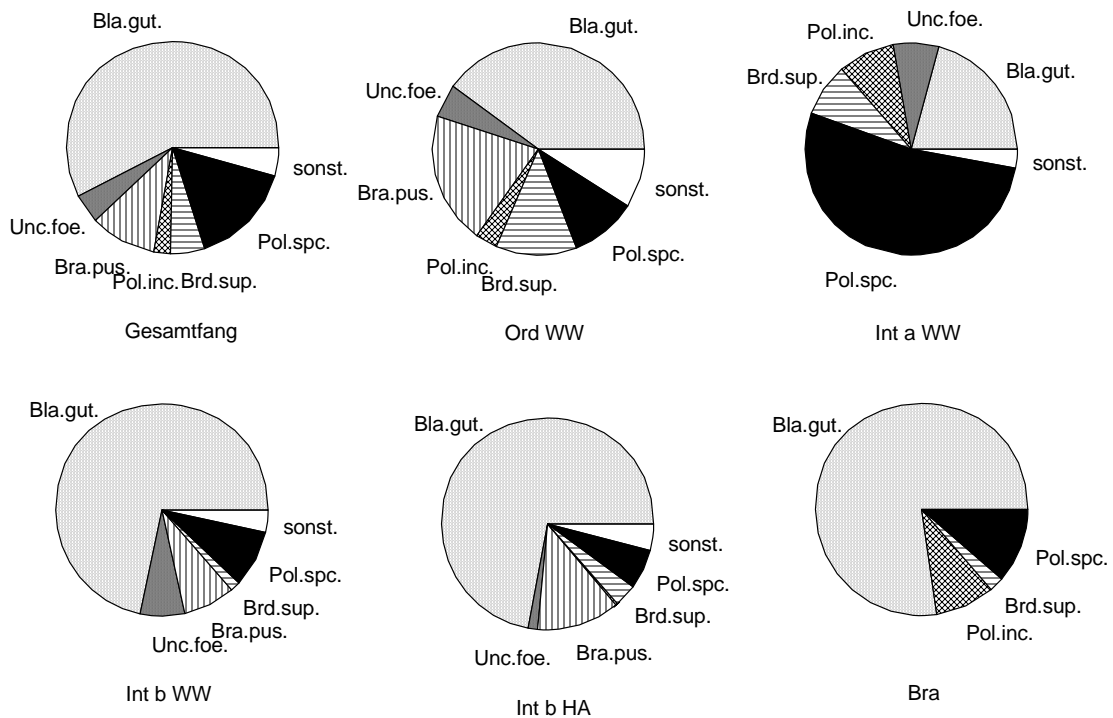 Bla.gut.
sonst.
Unc.foe.
Pol.spc.
Bra.pus.
Pol.inc.
Brd.sup.
Gesamtfang
Bla.gut.
Unc.foe.
Bra.pus.
sonst.
Pol.spc.
Pol.inc.
Brd.sup.
Ord WW
Unc.foe.
Pol.inc.
Brd.sup.
Bla.gut.
sonst.
Pol.spc.
Int a WW
Bla.gut.
sonst.
Pol.spc.
Brd.sup.
Bra.pus.
Unc.foe.
Int b WW
Bla.gut.
sonst.
Pol.spc.
Brd.sup.
Bra.pus.
Unc.foe.
Int b HA
Bla.gut.
Pol.spc.
Brd.sup.
Pol.inc.
Bra